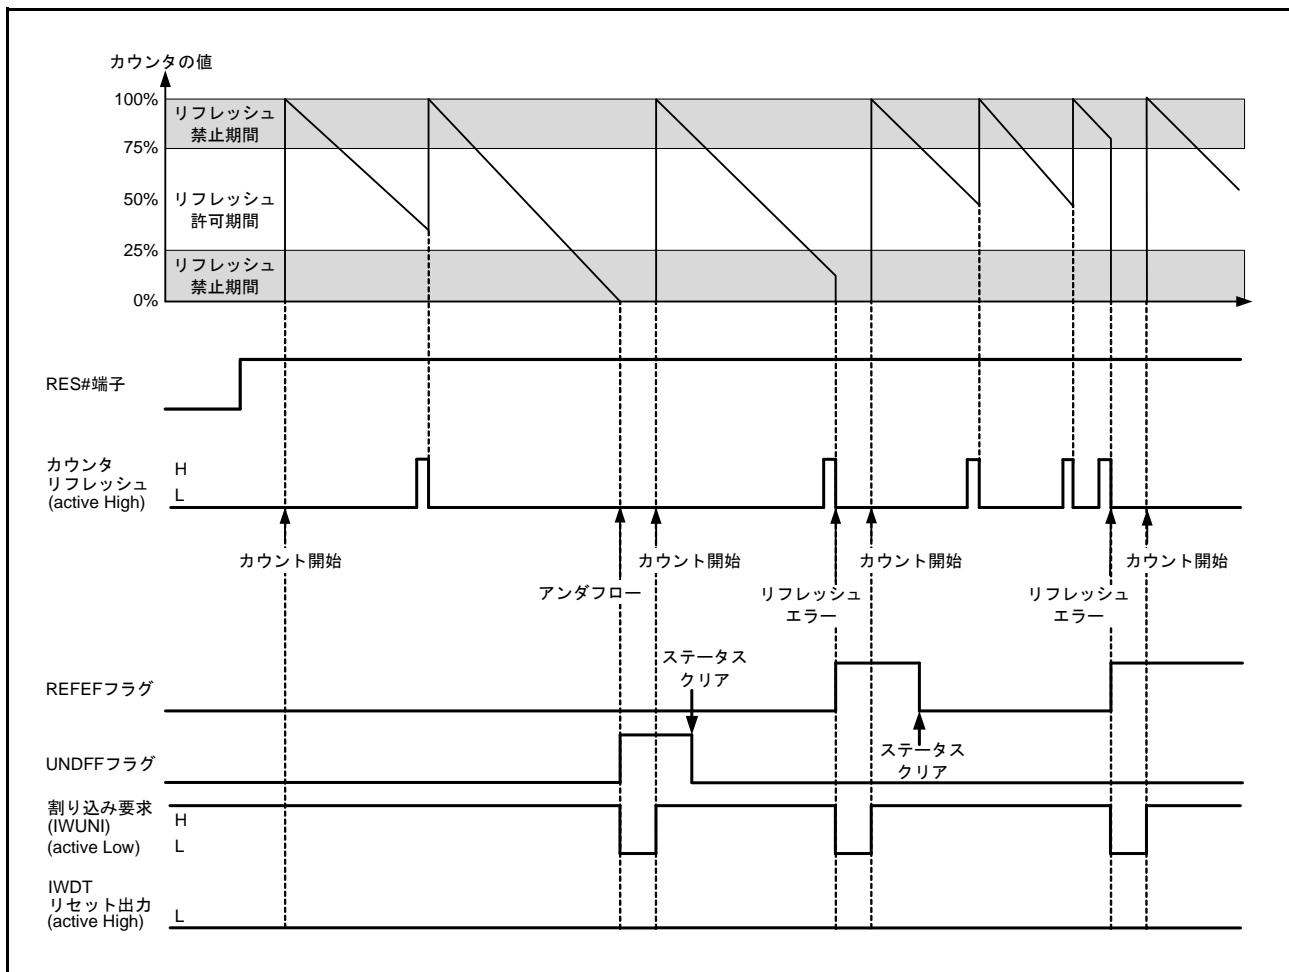 カウンタの値
100%
リフレッシュ
禁止期間
75%
50%
リフレッシュ
許可期間
25%
リフレッシュ
禁止期間
0%
RES#端子
カウンタ
リフレッシュ
(active High)
H
L
カウント開始
カウント開始
カウント開始
カウント開始
アンダフロー
リフレッシュ
エラー
リフレッシュ
エラー
ステータス
クリア
REFEFフラグ
ステータス
クリア
UNDFFフラグ
割り込み要求
(IWUNI)
(active Low)
H
L
IWDT
リセット出力
(active High)
L